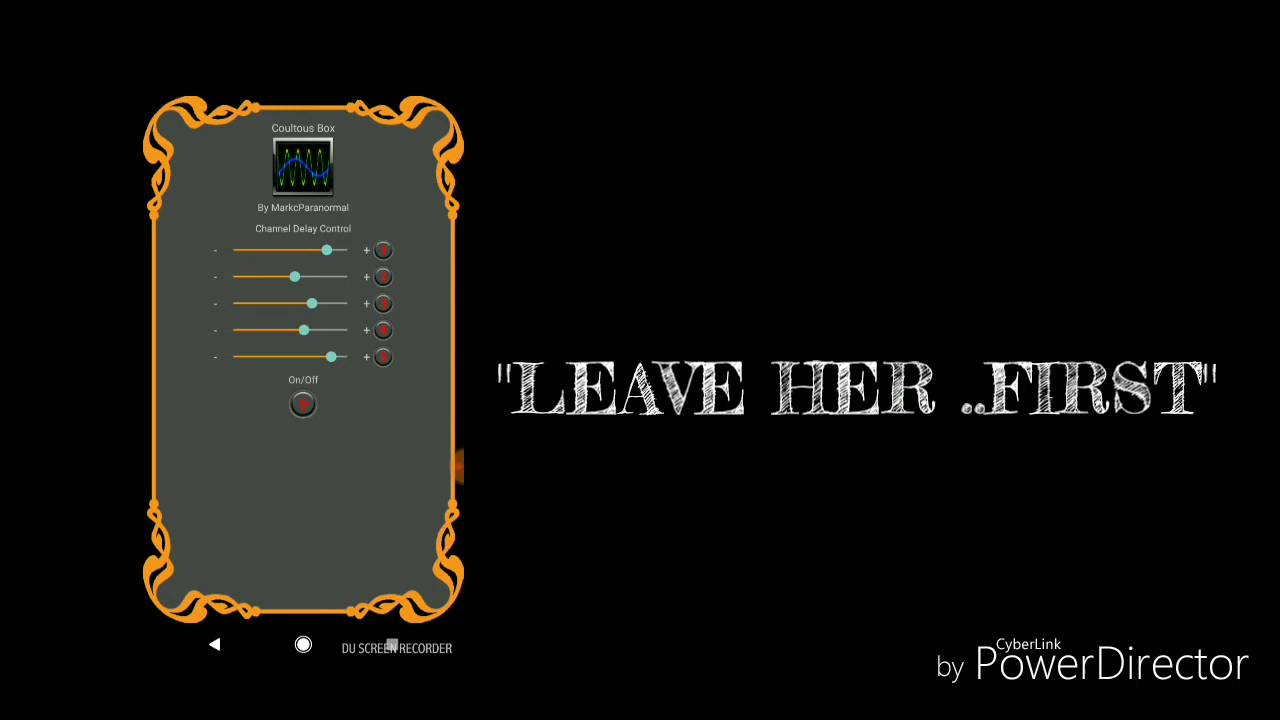 Coultous Box
By MarkcParanormal
Channel Delay Control
- +
- +
- +
- +
- +
On/Off
"LEAVE HER ..FIRST"
DU SCREEN RECORDER
by CyberLink PowerDirector